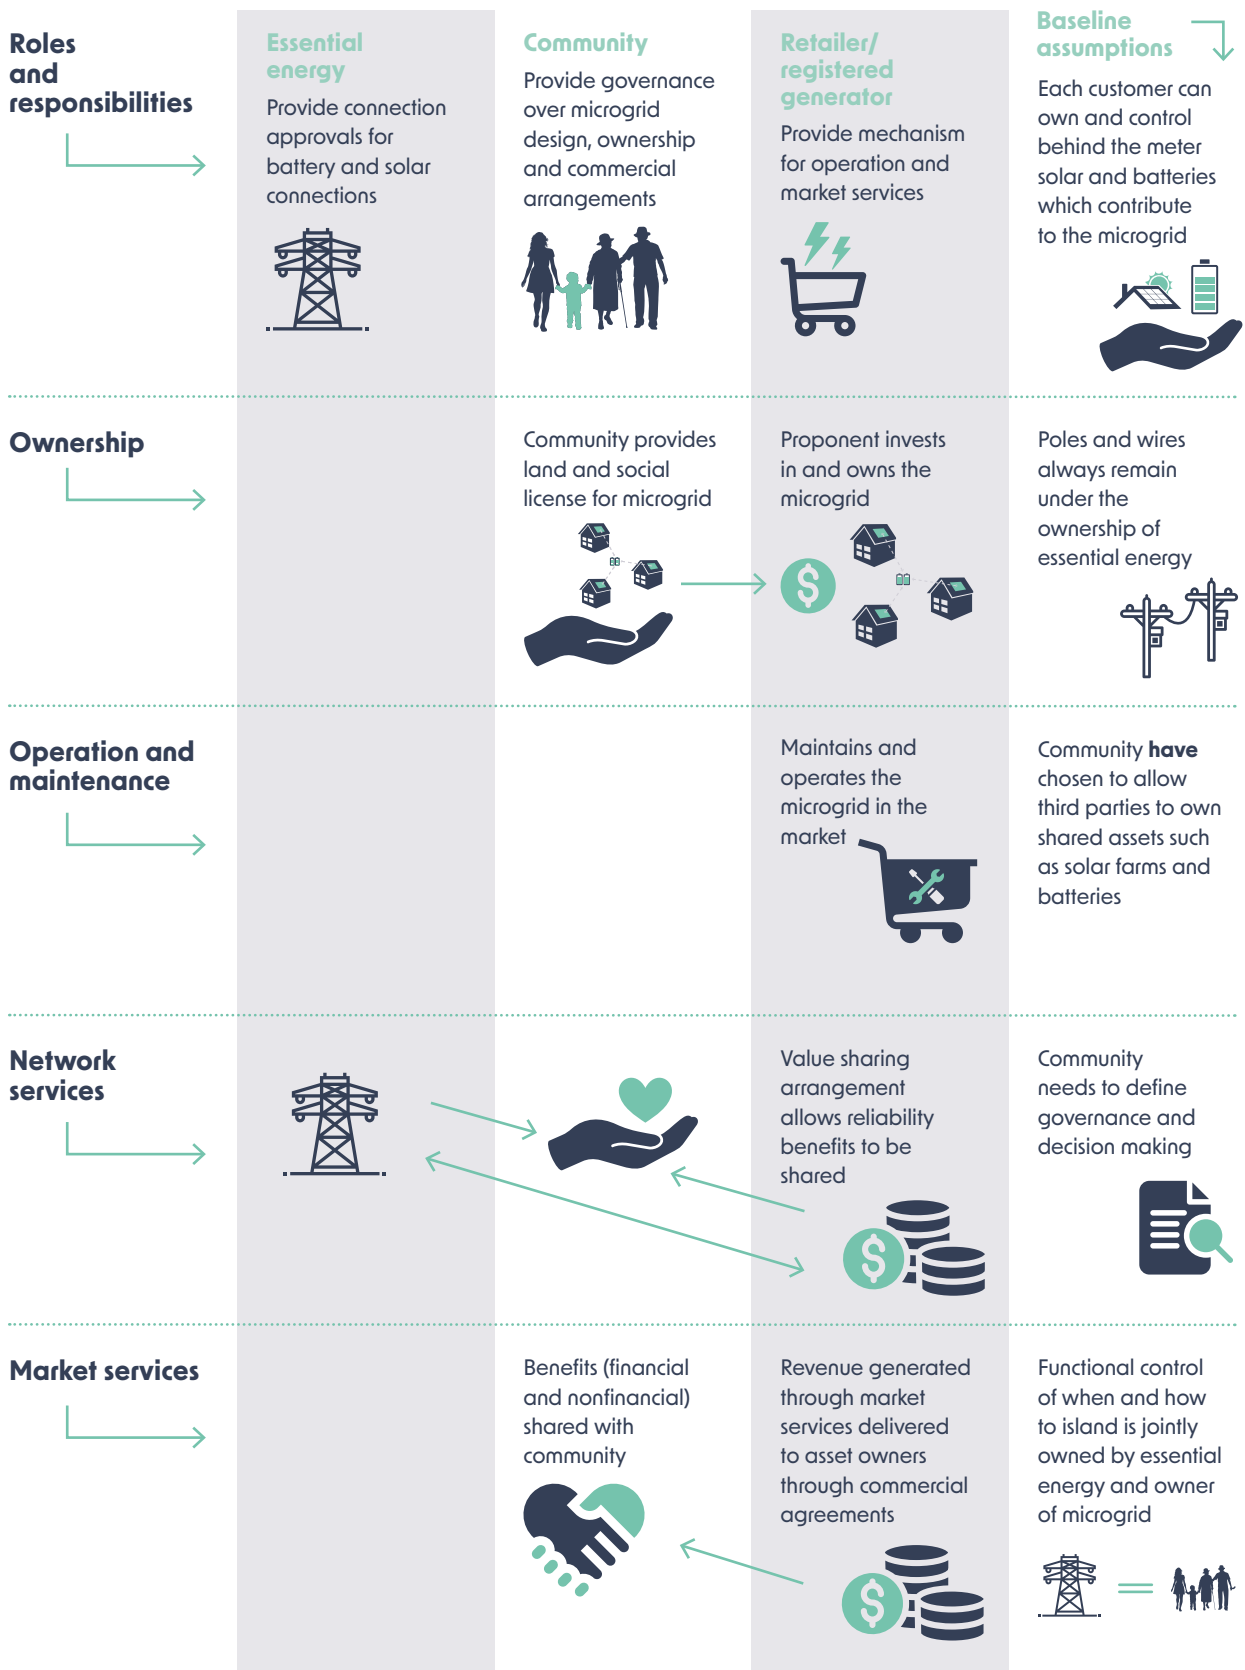 Roles
and
responsibilities
Essential
energy
Provide connection
approvals for
battery and solar
connections
Community
Provide governance
over microgrid
design, ownership
and commercial
arrangements
Retailer/
registered
generator
Provide mechanism
for operation and
market services
Baseline
assumptions
Each customer can
own and control
behind the meter
solar and batteries
which contribute
to the microgrid
Ownership
Community provides
land and social
license for microgrid
Proponent invests
in and owns the
microgrid
$
Poles and wires
always remain
under the
ownership of
essential energy
Operation and
maintenance
Maintains and
operates the
microgrid in the
market
Community have
chosen to allow
third parties to own
shared assets such
as solar farms and
batteries
Network
services
Value sharing
arrangement
allows reliability
benefits to be
shared
$
Community
needs to define
governance and
decision making
Market services
Benefits (financial
and nonfinancial)
shared with
community
Revenue generated
through market
services delivered
to asset owners
through commercial
agreements
$
Functional control
of when and how
to island is jointly
owned by essential
energy and owner
of microgrid